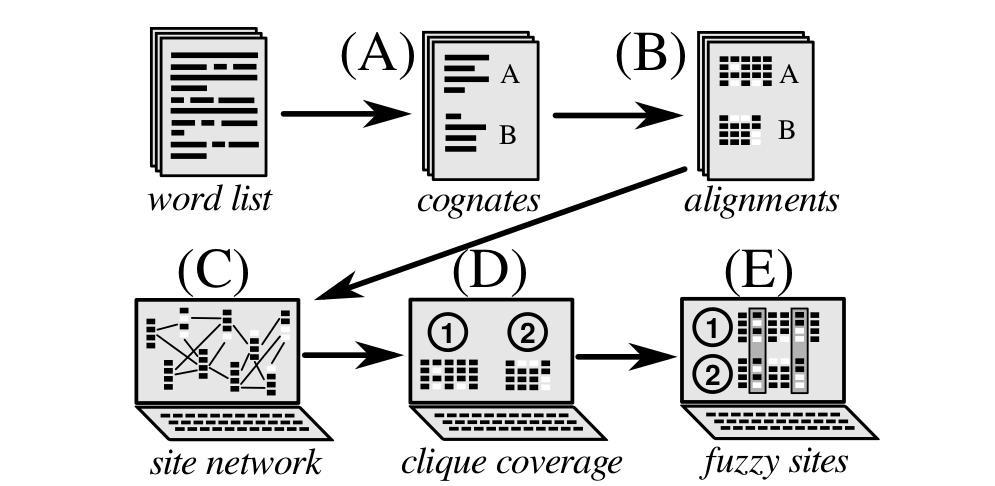 (A)
(B)
A
B
A
B
word list
cognates
alignments
(C)
(D)
(E)
1
2
1
2
site network
clique coverage
fuzzy sites